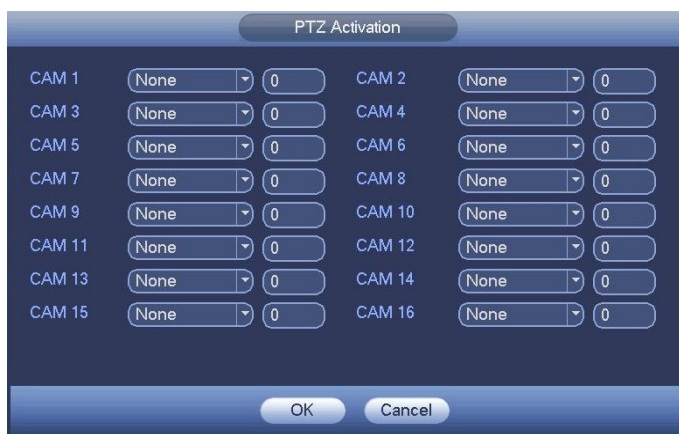 PTZ Activation
CAM 1 None 0 CAM 2 None 0
CAM 3 None 0 CAM 4 None 0
CAM 5 None 0 CAM 6 None 0
CAM 7 None 0 CAM 8 None 0
CAM 9 None 0 CAM 10 None 0
CAM 11 None 0 CAM 12 None 0
CAM 13 None 0 CAM 14 None 0
CAM 15 None 0 CAM 16 None 0
OK Cancel